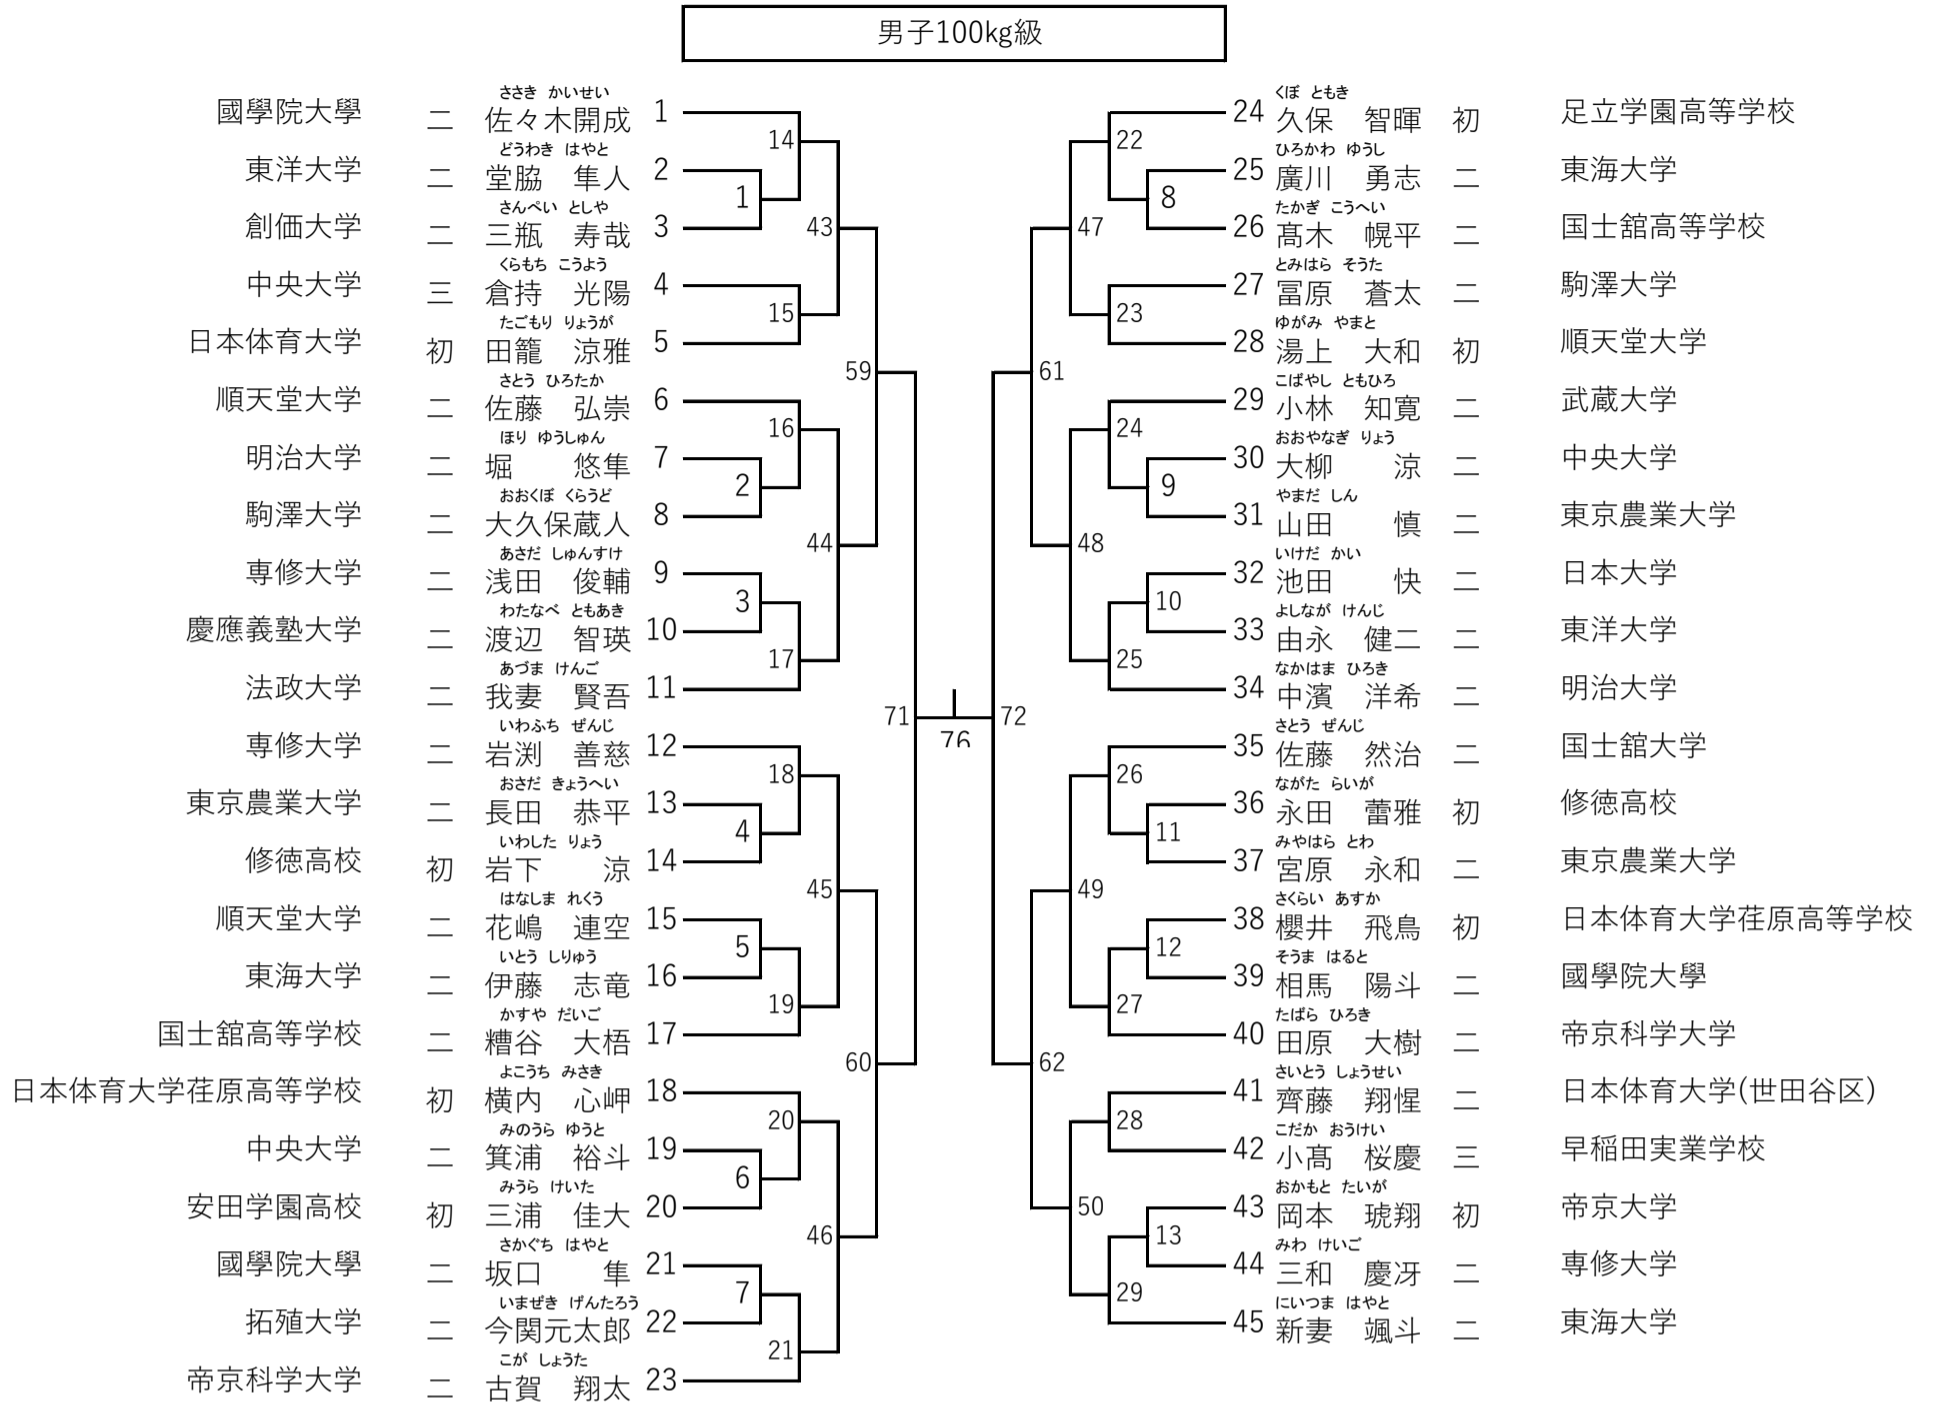 男子100kg級
ささき かいせい
國學院大學 二 佐々木開成 1
どうわき はやと
東洋大学 二 堂脇 隼人 2
さんぺい としや
創価大学 二 三瓶 寿哉 3
くらもち こうよう
中央大学 三 倉持 光陽 4
たごもり りょうが
日本体育大学 初 田籠 涼雅 5
さとう ひろたか
順天堂大学 二 佐藤 弘崇 6
ほり ゆうしゅん
明治大学 二 堀 悠隼 7
おおくぼ くらうど
駒澤大学 二 大久保蔵人 8
あさだ しゅんすけ
専修大学 二 浅田 俊輔 9
わたなべ ともあき
慶應義塾大学 二 渡辺 智瑛 10
あづま けんご
法政大学 二 我妻 賢吾 11
いわふち ぜんじ
専修大学 二 岩渕 善慈 12
おさだ きょうへい
東京農業大学 二 長田 恭平 13
いわした りょう
修徳高校 初 岩下 涼 14
はなしま れくう
順天堂大学 二 花嶋 連空 15
いとう しりゅう
東海大学 二 伊藤 志竜 16
かすや だいご
国士舘高等学校 二 糟谷 大悟 17
よこうち みさき
日本体育大学荏原高等学校 初 横内 心岬 18
みのうら ゆうと
中央大学 二 箕浦 裕斗 19
みうら けいた
安田学園高校 初 三浦 佳大 20
さかぐち はやと
國學院大學 二 坂口 隼 21
いまぜき げんたろう
拓殖大学 二 今関元太郎 22
こが しょうた
帝京科学大学 二 古賀 翔太 23
14
1
43
15
59
16
2
44
3
17
71
18
4
45
5
19
60
20
6
46
7
21
76
22
8
47
23
61
24
9
48
10
25
72
26
11
49
12
27
62
28
50
13
29
くぼ ともき
24 久保 智暉 初 足立学園高等学校
ひろかわ ゆうし
25 廣川 勇志 二 東海大学
たかぎ こうへい
26 髙木 幌平 二 国士舘高等学校
とみはら そうた
27 冨原 蒼太 二 駒澤大学
ゆがみ やまと
28 湯上 大和 初 順天堂大学
こばやし ともひろ
29 小林 知寛 二 武蔵大学
おおやなぎ りょう
30 大柳 涼 二 中央大学
やまだ しん
31 山田 慎 二 東京農業大学
いけだ かい
32 池田 快 二 日本大学
よしなが けんじ
33 由永 健二 二 東洋大学
なかはま ひろき
34 中濱 洋希 二 明治大学
さとう ぜんじ
35 佐藤 然治 二 国士舘大学
ながた らいが
36 永田 蕾雅 初 修徳高校
みやはら とわ
37 宮原 永和 二 東京農業大学
さくらい あすか
38 櫻井 飛鳥 初 日本体育大学荏原高等学校
そうま はると
39 相馬 陽斗 二 國學院大學
たばら ひろき
40 田原 大樹 二 帝京科学大学
さいとう しょうせい
41 齊藤 翔惺 二 日本体育大学(世田谷区)
こだか おうけい
42 小髙 桜慶 三 早稲田実業学校
おかもと たいが
43 岡本 琥翔 初 帝京大学
みわ けいご
44 三和 慶冴 二 専修大学
にいつま はやと
45 新妻 颯斗 二 東海大学